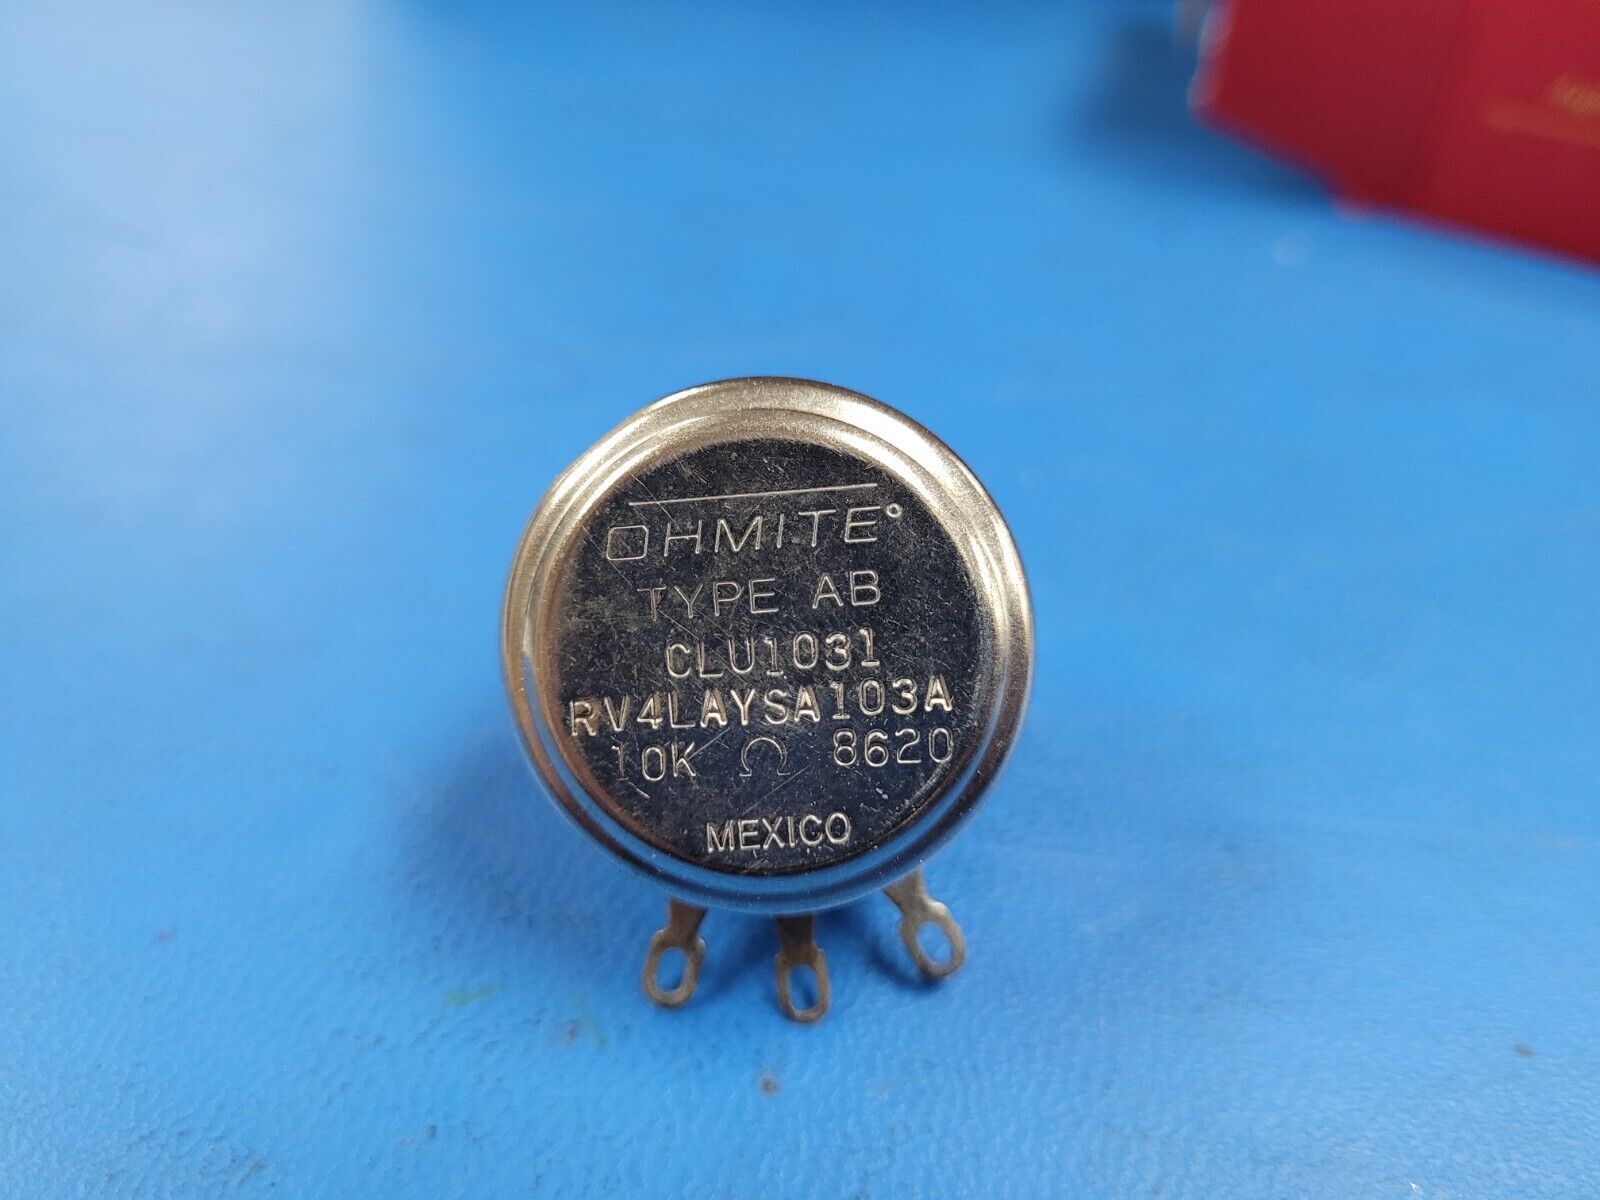 OHMITE®
TYPE AB
CLU1031
RV4LAYSA103A
10K Ω 8620
MEXICO